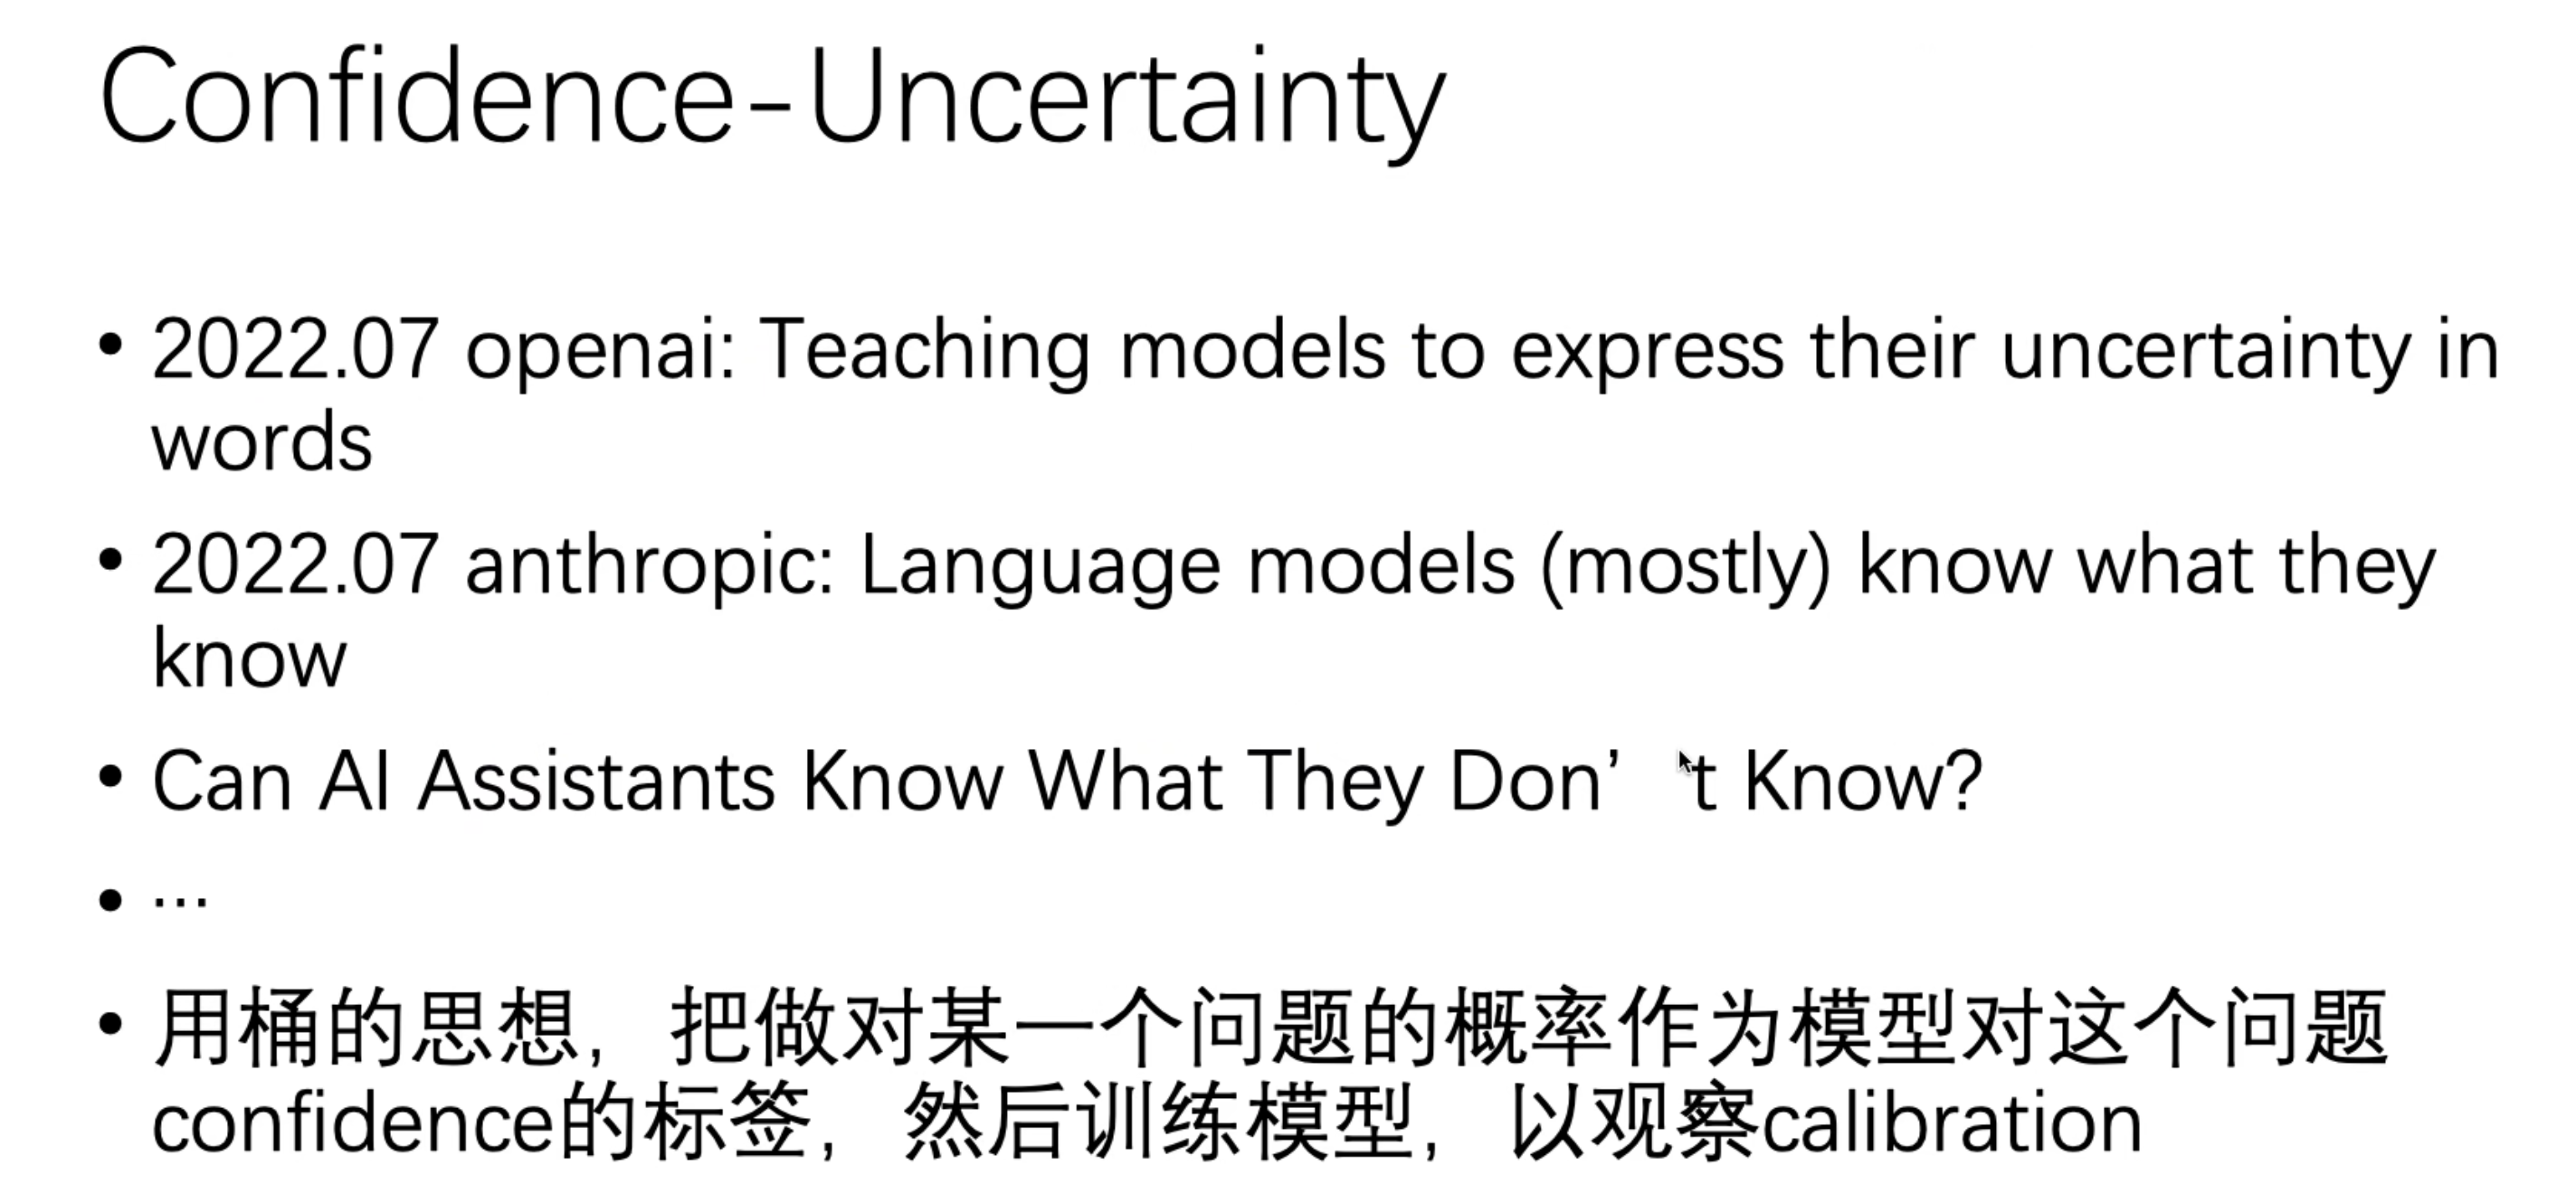 Confidence-Uncertainty
• 2022.07 openai: Teaching models to express their uncertainty in
words
• 2022.07 anthropic: Language models (mostly) know what they
know
• Can AI Assistants Know What They Don’t Know?
• …
• 用桶的思想，把做对某一个问题的概率作为模型对这个问题
confidence的标签，然后训练模型，以观察calibration